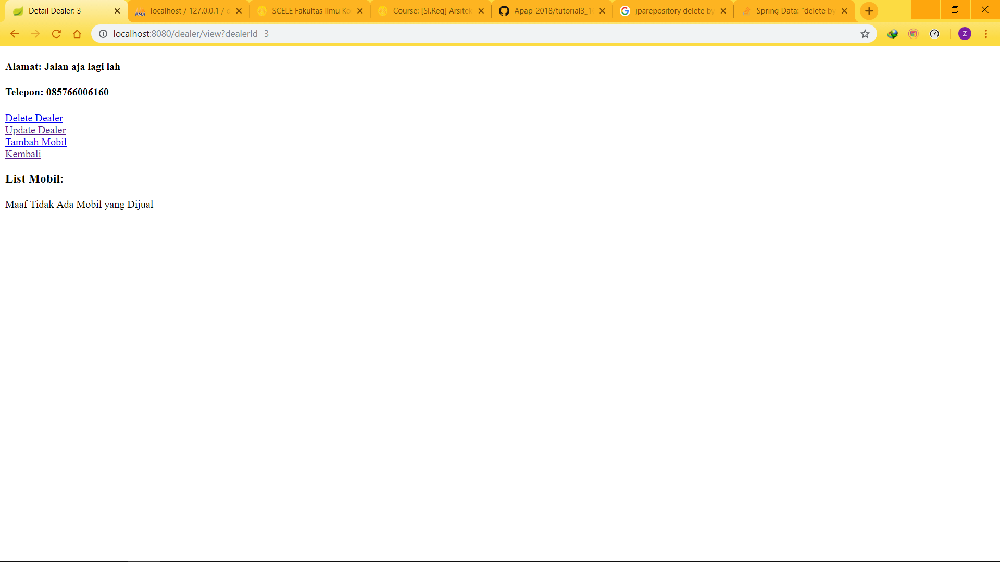 Detail Dealer: 3
localhost / 127.0.0.1 / d
SCELE Fakultas Ilmu Ko
Course: [SI.Reg] Arsitek
Apap-2018/tutorial3_1
jparepository delete by
Spring Data: "delete by
localhost:8080/dealer/view?dealerId=3
Z
Alamat: Jalan aja lagi lah
Telepon: 085766006160
Delete Dealer
Update Dealer
Tambah Mobil
Kembali
List Mobil:
Maaf Tidak Ada Mobil yang Dijual